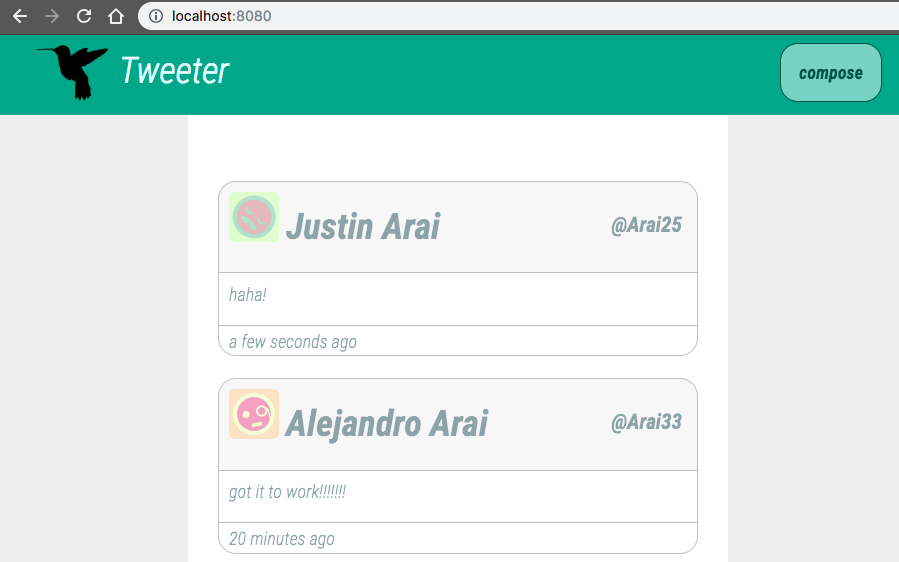 localhost:8080
Tweeter
compose
Justin Arai @Arai25
haha!
a few seconds ago
Alejandro Arai @Arai33
got it to work!!!!!!!
20 minutes ago